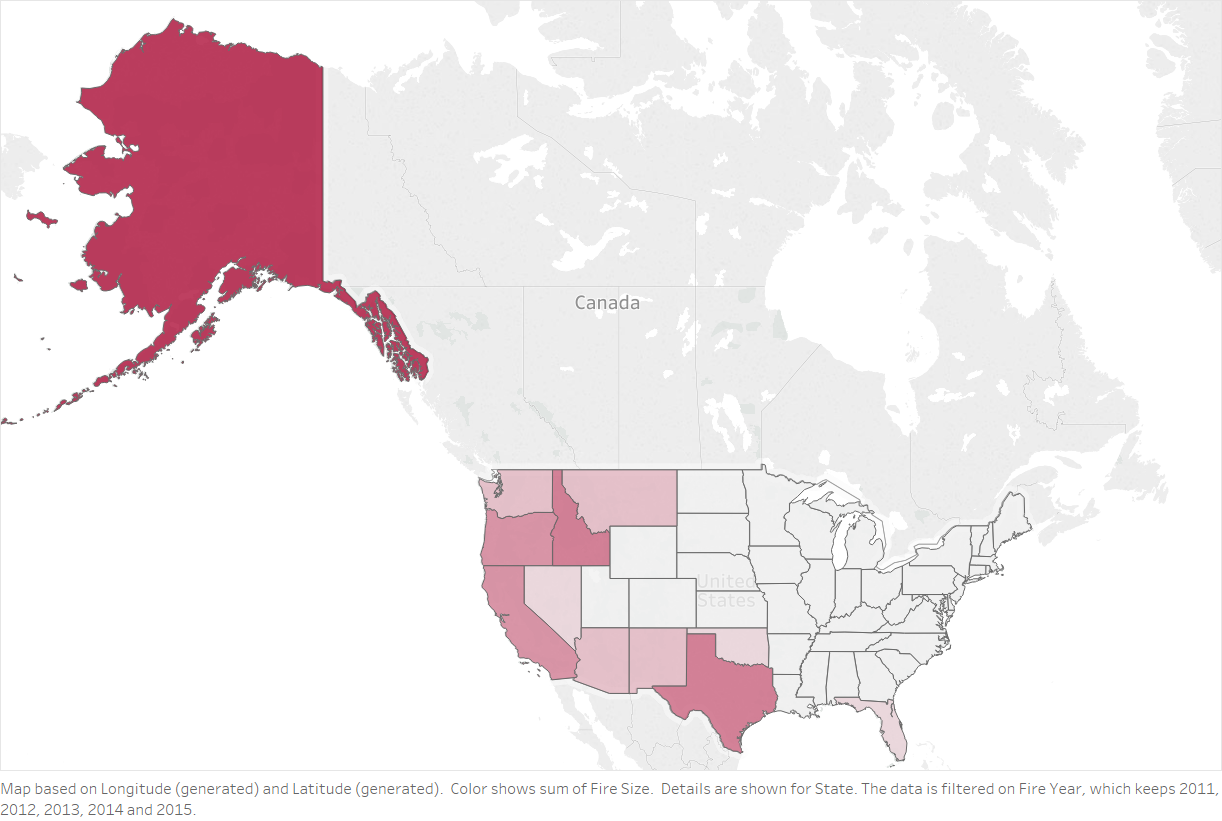 Canada
United
States
Map based on Longitude (generated) and Latitude (generated).  Color shows sum of Fire Size.  Details are shown for State. The data is filtered on Fire Year, which keeps 2011,
2012, 2013, 2014 and 2015.